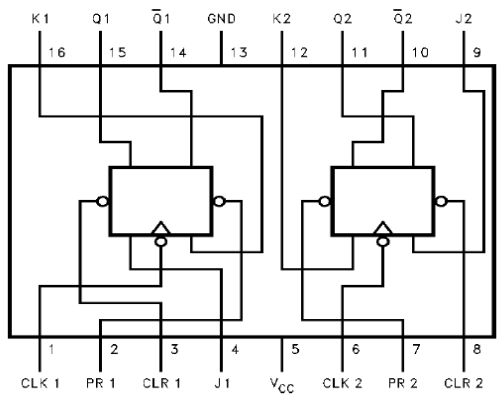 K1 Q1 Q̅1 GND K2 Q2 Q̅2 J2
16 15 14 13 12 11 10 9
1 2 3 4 5 6 7 8
CLK 1 PR 1 CLR 1 J1 VCC CLK 2 PR 2 CLR 2